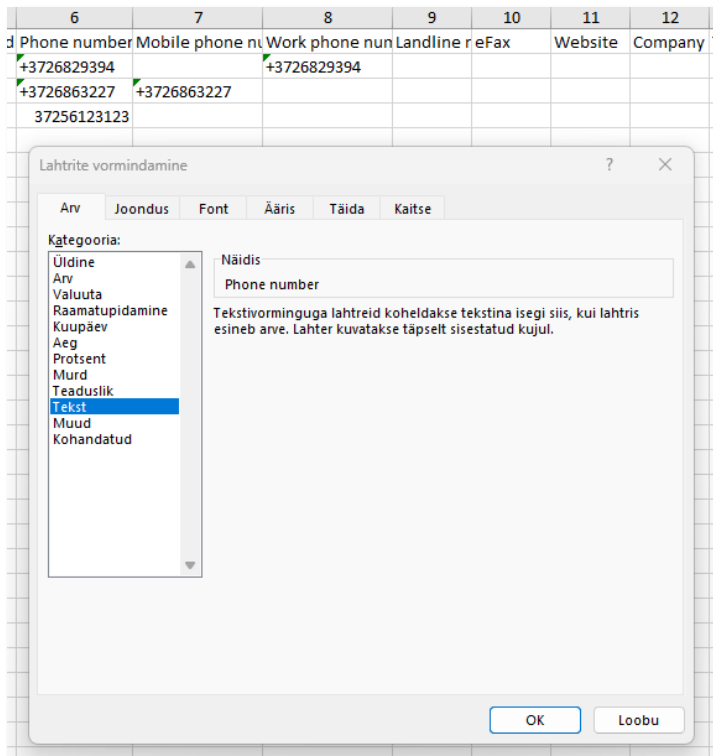 6 7 8 9 10 11 12
d Phone number Mobile phone nu Work phone nun Landline r eFax Website Company
+3726829394 +3726829394
+3726863227 +3726863227
37256123123
Lahtrite vormindamine ? ×
Arv Joondus Font Ääris Täida Kaitse
Kategooria:
Üldine
Arv
Valuuta
Raamatupidamine
Kuupäev
Aeg
Protsent
Murd
Teaduslik
Tekst
Muud
Kohandatud
Näidis
Phone number
Tekstivorminguga lahtreid koheldakse tekstina isegi siis, kui lahtris
esineb arve. Lahter kuvatakse täpselt sisestatud kujul.
OK Loobu